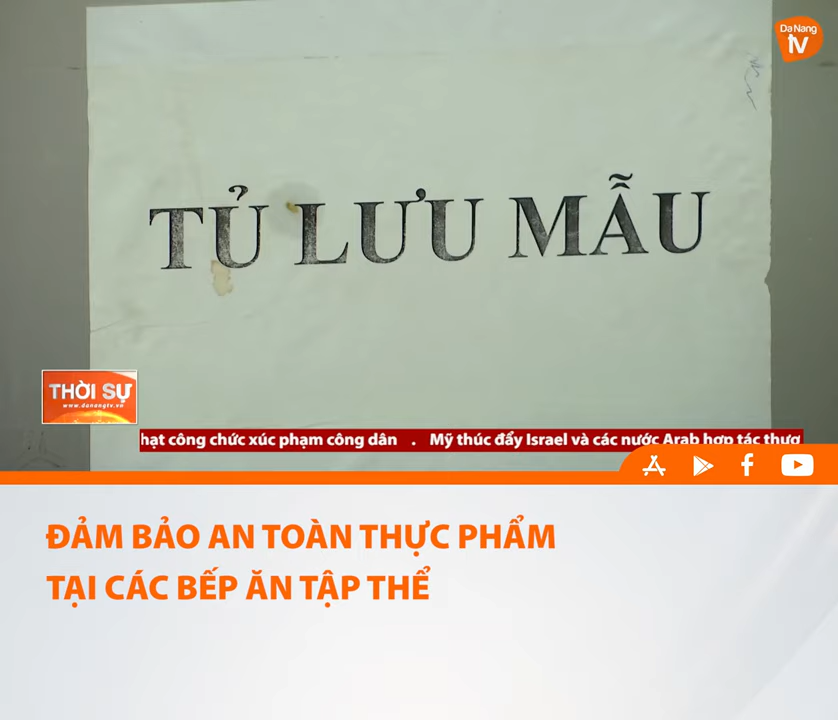 Da Nang
tv
TỦ LƯU MẪU
THỜI SỰ
www.danangtv.vn
hạt công chức xúc phạm công dân . Mỹ thúc đẩy Israel và các nước Arab hợp tác
ĐẢM BẢO AN TOÀN THỰC PHẨM
TẠI CÁC BẾP ĂN TẬP THỂ